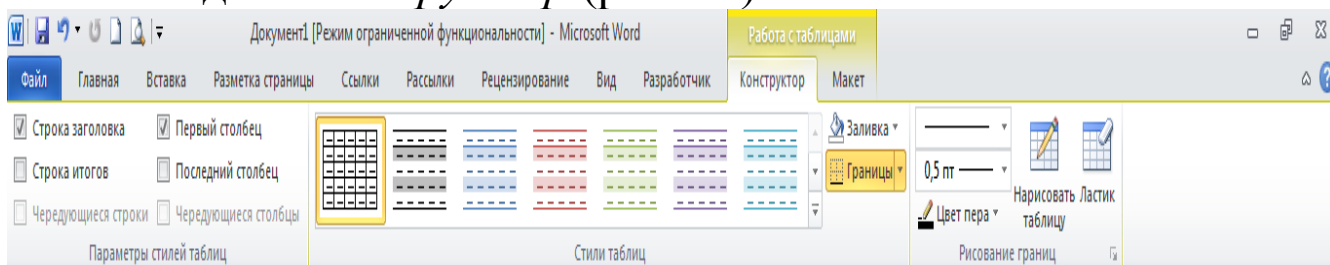 Документ1 [Режим ограниченной функциональности] - Microsoft Word
Работа с таблицами
Файл Главная Вставка Разметка страницы Ссылки Рассылки Рецензирование Вид Разработчик Конструктор Макет
Строка заголовка Первый столбец
Строка итогов Последний столбец
Чередующиеся строки Чередующиеся столбцы
Параметры стилей таблиц
Стили таблиц
Заливка
Границы
0,5 пт
Цвет пера
Нарисовать таблицу
Ластик
Рисование границ